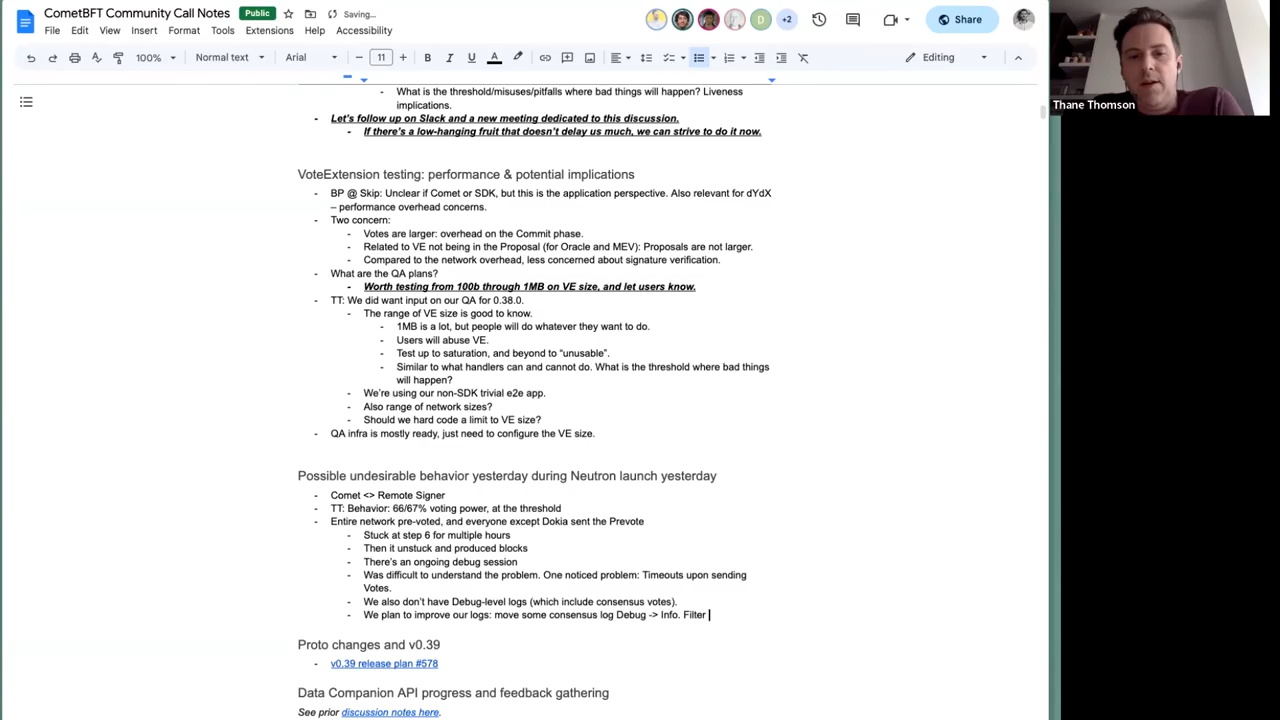 CometBFT Community Call Notes
Public
Saving...
D
+2
Share
File Edit View Insert Format Tools Extensions Help Accessibility
100%
Normal text
Arial
11
B I U A
Editing
Thane Thomson
- What is the threshold/misuses/pitfalls where bad things will happen? Liveness
implications.
- Let's follow up on Slack and a new meeting dedicated to this discussion.
- If there's a low-hanging fruit that doesn't delay us much, we can strive to do it now.
VoteExtension testing: performance & potential implications
- BP @ Skip: Unclear if Comet or SDK, but this is the application perspective. Also relevant for dYdX
– performance overhead concerns.
- Two concern:
- Votes are larger: overhead on the Commit phase.
- Related to VE not being in the Proposal (for Oracle and MEV): Proposals are not larger.
- Compared to the network overhead, less concerned about signature verification.
- What are the QA plans?
- Worth testing from 100b through 1MB on VE size, and let users know.
- TT: We did want input on our QA for 0.38.0.
- The range of VE size is good to know.
- 1MB is a lot, but people will do whatever they want to do.
- Users will abuse VE.
- Test up to saturation, and beyond to “unusable”.
- Similar to what handlers can and cannot do. What is the threshold where bad things
will happen?
- We're using our non-SDK trivial e2e app.
- Also range of network sizes?
- Should we hard code a limit to VE size?
- QA infra is mostly ready, just need to configure the VE size.
Possible undesirable behavior yesterday during Neutron launch yesterday
- Comet <> Remote Signer
- TT: Behavior: 66/67% voting power, at the threshold
- Entire network pre-voted, and everyone except Dokia sent the Prevote
- Stuck at step 6 for multiple hours
- Then it unstuck and produced blocks
- There's an ongoing debug session
- Was difficult to understand the problem. One noticed problem: Timeouts upon sending
Votes.
- We also don't have Debug-level logs (which include consensus votes).
- We plan to improve our logs: move some consensus log Debug -> Info. Filter
Proto changes and v0.39
- v0.39 release plan #578
Data Companion API progress and feedback gathering
See prior discussion notes here.